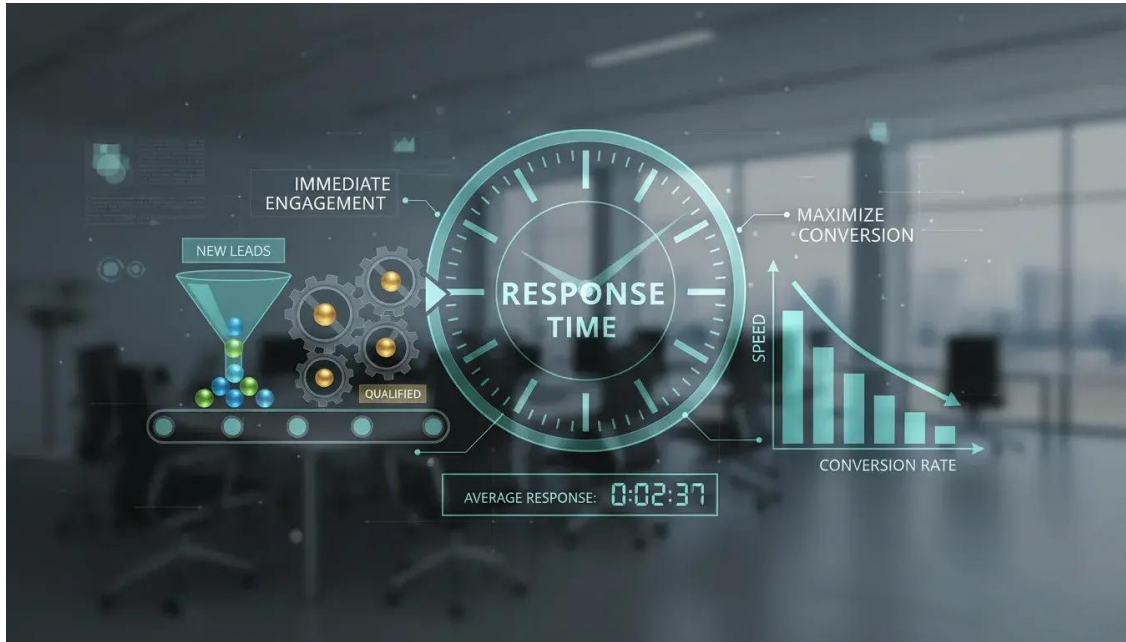 IMMEDIATE
ENGAGEMENT
NEW LEADS
QUALIFIED
RESPONSE
TIME
MAXIMIZE
CONVERSION
SPEED
CONVERSION RATE
AVERAGE RESPONSE: 0:02:37